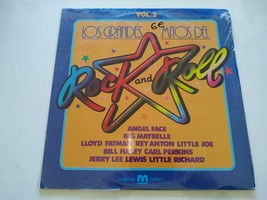 VOL.2
LOS GRANDES MITOS DEL
Rock and Roll
ANGEL FACE
BIG MAYBELLE
LLOYD FATMAN REY ANTON LITTLE JOE
BILL HALEY CARL PERKINS
JERRY LEE LEWIS LITTLE RICHARD